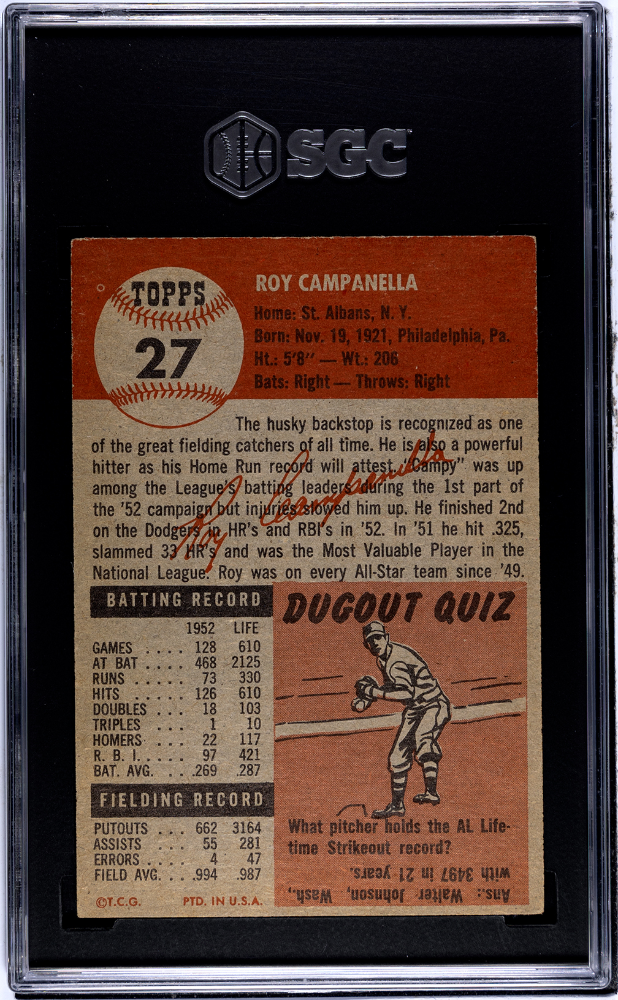 SGC
TOPPS
27
ROY CAMPANELLA
Home: St. Albans, N. Y.
Born: Nov. 19, 1921, Philadelphia, Pa.
Ht.: 5'8" — Wt.: 206
Bats: Right — Throws: Right
The husky backstop is recognized as one
of the great fielding catchers of all time. He is also a powerful
hitter as his Home Run record will attest. "Campy" was up
among the League's batting leaders during the 1st part of
the '52 campaign but injuries slowed him up. He finished 2nd
on the Dodgers in HR's and RBI's in '52. In '51 he hit .325,
slammed 33 HR's and was the Most Valuable Player in the
National League. Roy was on every All-Star team since '49.
Roy Campanella
BATTING RECORD
1952 LIFE
GAMES .... 128 610
AT BAT .... 468 2125
RUNS ..... 73 330
HITS ..... 126 610
DOUBLES ... 18 103
TRIPLES ... 1 10
HOMERS ... 22 117
R. B. I. .... 97 421
BAT. AVG. ... .269 .287
FIELDING RECORD
PUTOUTS ... 662 3164
ASSISTS ... 55 281
ERRORS .... 4 47
FIELD AVG. ... .994 .987
©T.C.G. PTD. IN U.S.A.
DUGOUT QUIZ
What pitcher holds the AL Life-
time Strikeout record?
Ans.: Walter Johnson, Wash.,
with 3497 in 21 years.